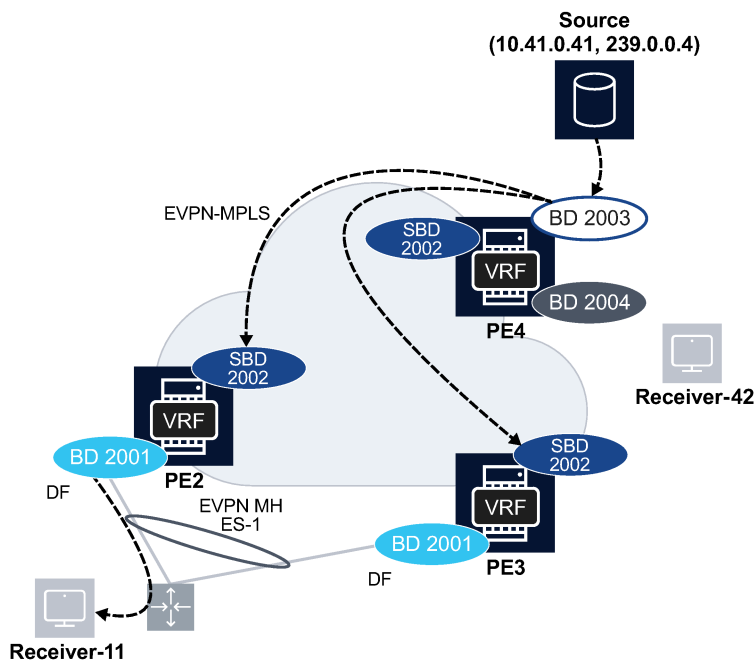 Source
(10.41.0.41, 239.0.0.4)
EVPN-MPLS
BD 2003
SBD
2002
VRF
BD 2004
PE4
SBD
2002
Receiver-42
VRF
BD 2001
PE2
SBD
2002
DF
EVPN MH
ES-1
VRF
BD 2001
PE3
DF
Receiver-11